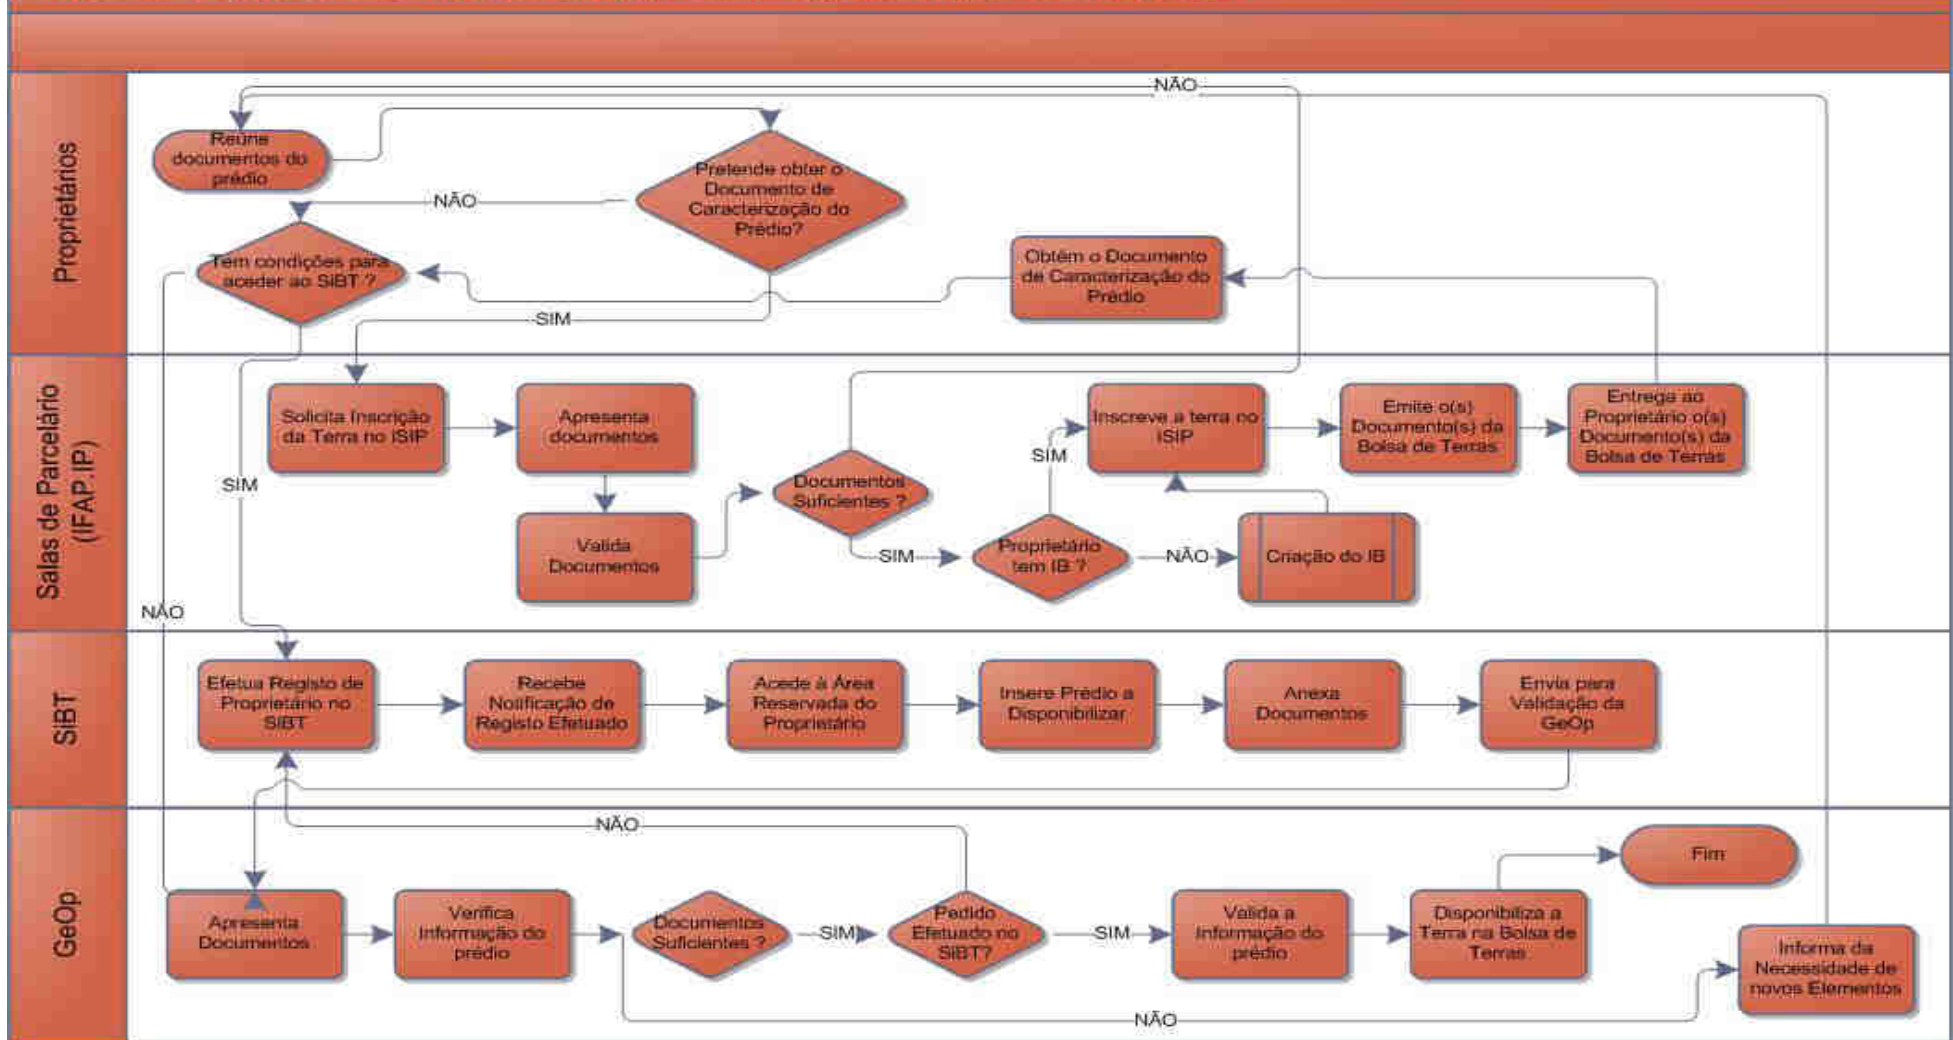 NÃO
Proprietários
Reúne
documentos do
prédio
Pretende obter o
Documento de
Caracterização do
Prédio?
NÃO
Tem condições para
aceder ao SiBT ?
Obtêm o Documento
de Caracterização do
Prédio
SIM
Salas de Parcelário
(IFAP.IP)
Solicita Inscrição
da Terra no iSIP
Apresenta
documentos
Inscreve a terra no
iSIP
Emite o(s)
Documento(s) da
Bolsa de Terras
Entrega ao
Proprietário o(s)
Documento(s) da
Bolsa de Terras
SIM
SIM
Documentos
Suficientes ?
Valida
Documentos
SIM
Proprietário
tem IB ?
NÃO
Criação do IB
NÃO
SiBT
Efetua Registo de
Proprietário no
SiBT
Recebe
Notificação de
Registo Efetuado
Acede à Área
Reservada do
Proprietário
Insere Prédio a
Disponibilizar
Anexa
Documentos
Envia para
Validação da
GeOp
NÃO
GeOp
Apresenta
Documentos
Verifica
Informação do
prédio
Documentos
Suficientes ?
SIM
Pedido
Efetuado no
SiBT?
SIM
Valida a
Informação do
prédio
Disponibiliza a
Terra na Bolsa de
Terras
Fim
Informa da
Necessidade de
novos Elementos
NÃO